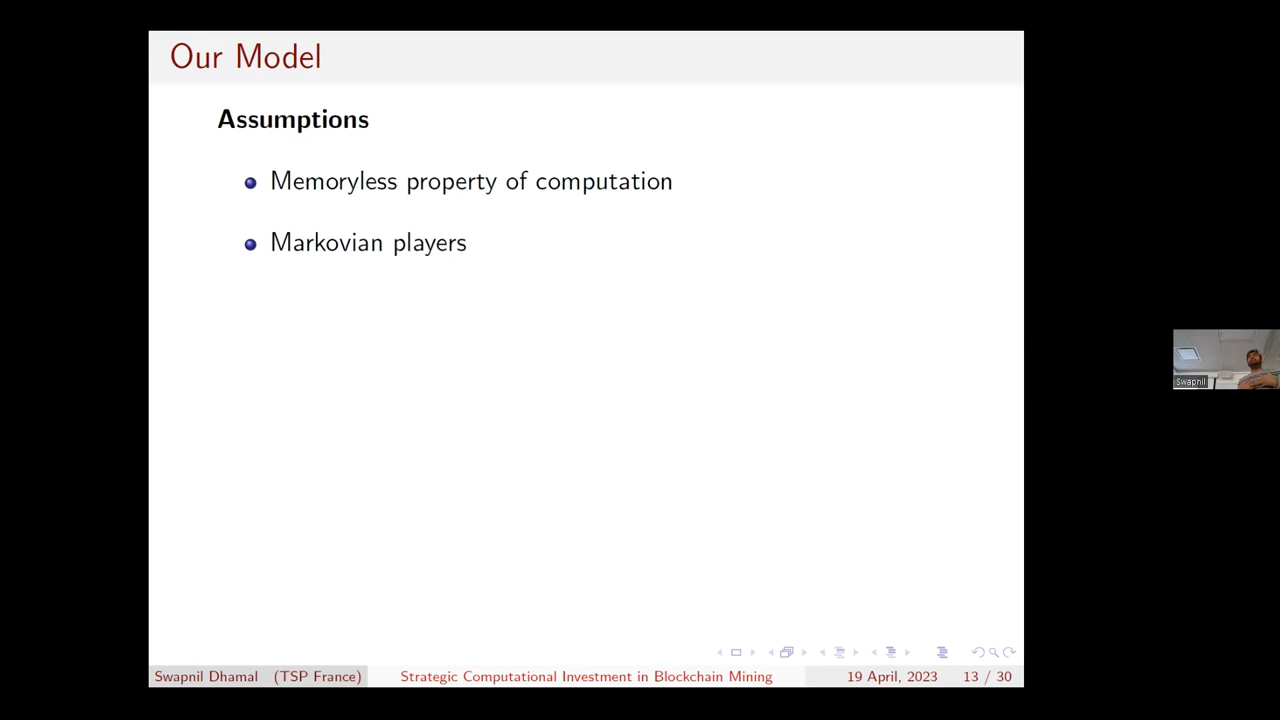 Our Model
Assumptions
Memoryless property of computation
Markovian players
Swapnil
Swapnil Dhamal (TSP France) Strategic Computational Investment in Blockchain Mining 19 April, 2023 13 / 30